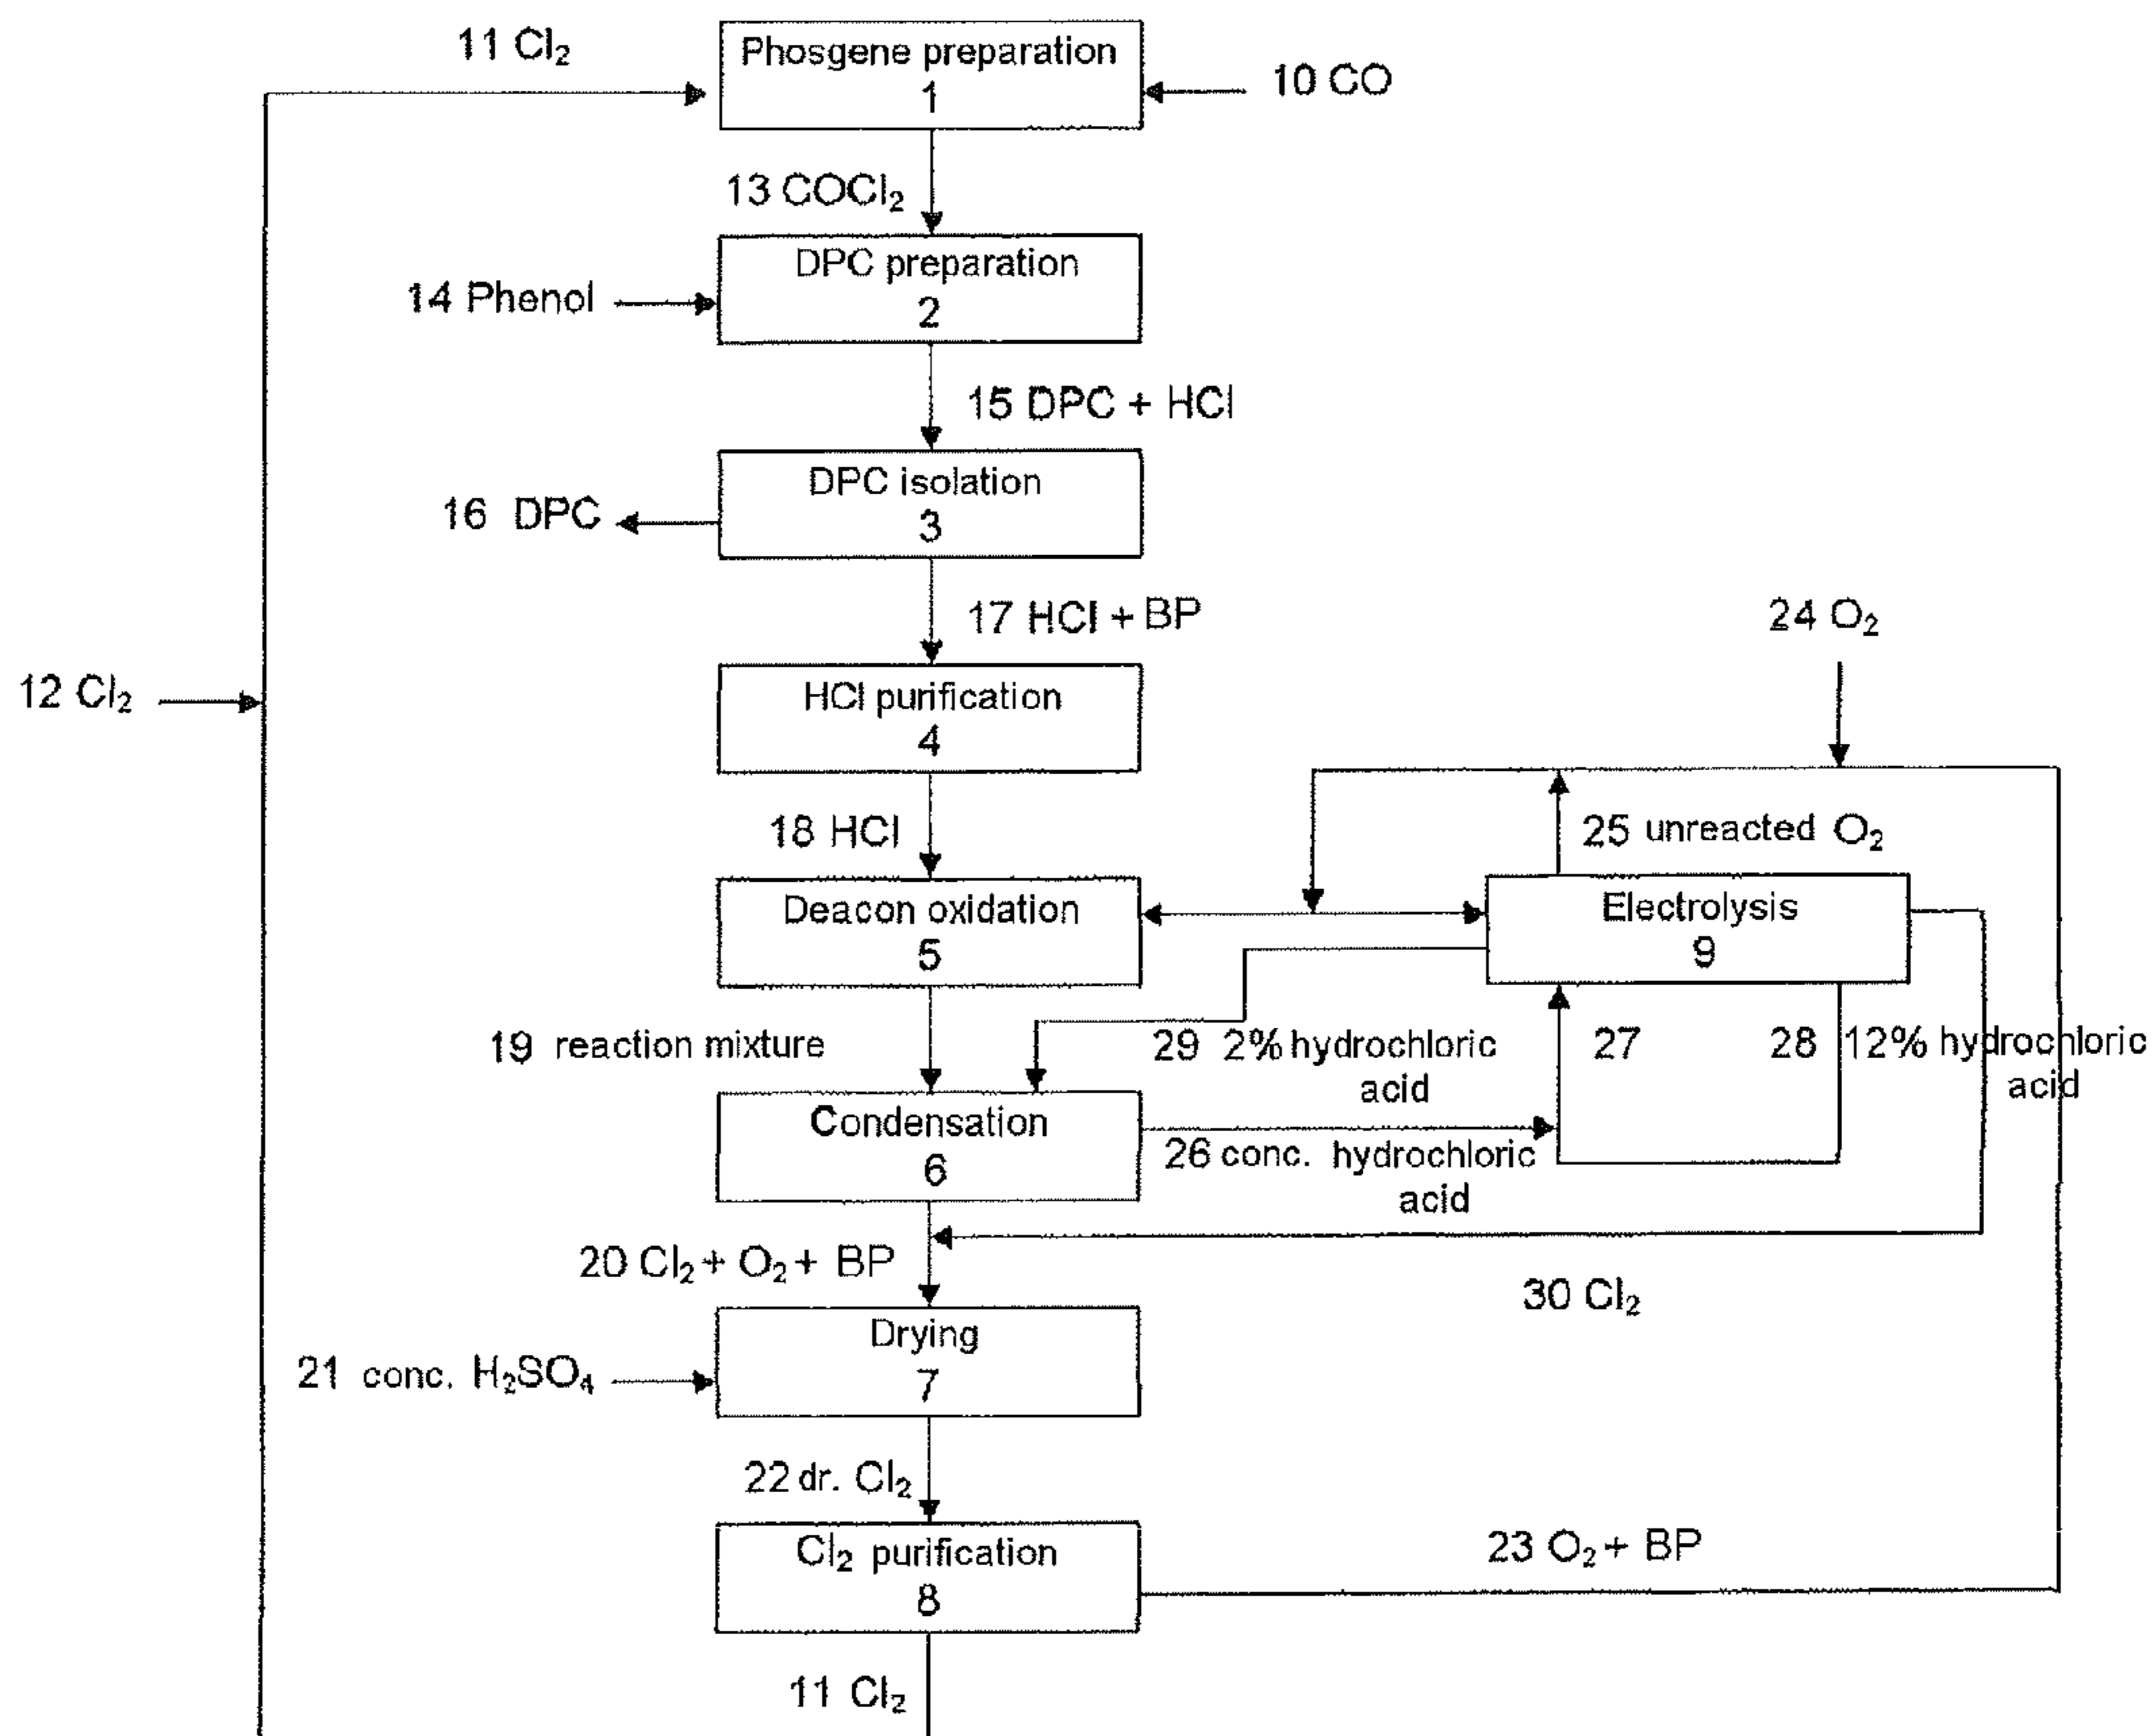 11 Cl₂
Phosgene preparation
1
10 CO
13 COCl₂
DPC preparation
2
14 Phenol
15 DPC + HCl
DPC isolation
3
16 DPC
17 HCl + BP
24 O₂
12 Cl₂
HCl purification
4
18 HCl
25 unreacted O₂
Deacon oxidation
5
Electrolysis
9
19 reaction mixture
29 2% hydrochloric
acid
27
28 12% hydrochloric
acid
Condensation
6
26 conc. hydrochloric
acid
20 Cl₂ + O₂ + BP
30 Cl₂
Drying
7
21 conc. H₂SO₄
22 dr. Cl₂
Cl₂ purification
8
23 O₂ + BP
11 Cl₂